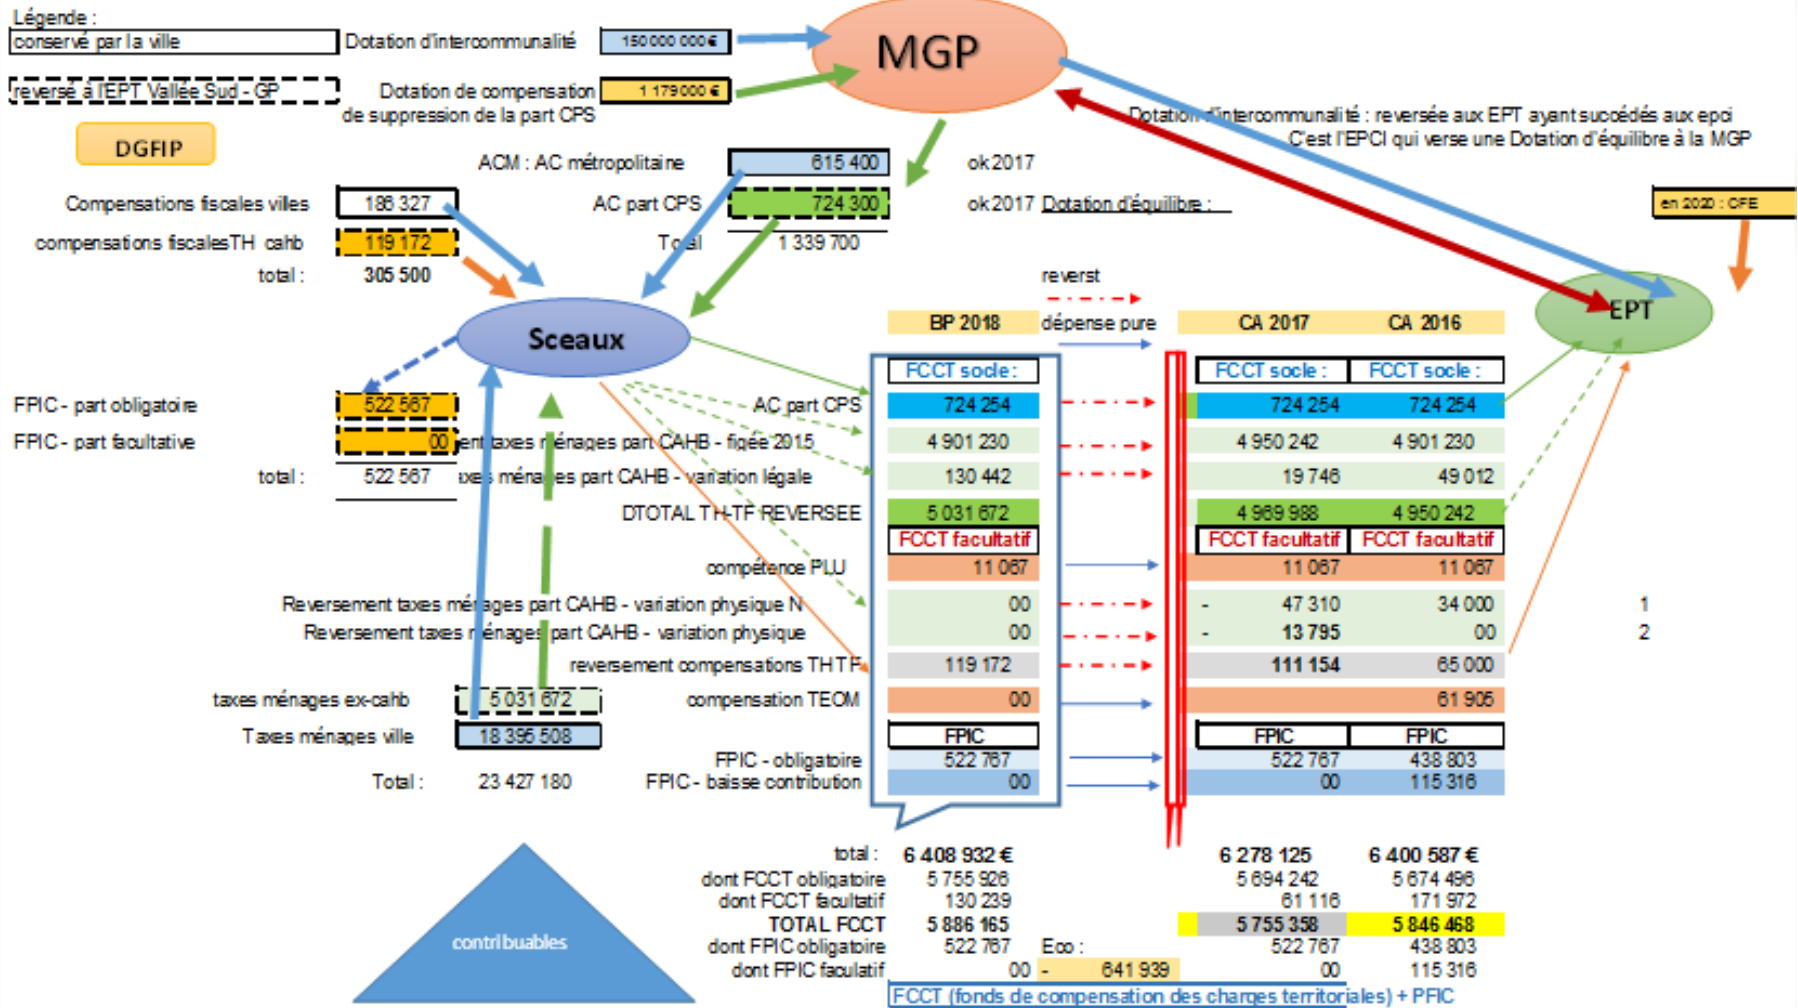 Légende :
conservé par la ville
Dotation d'intercommunalité 150 000 000 €
MGP
reversé à l'EPT Vallée Sud - GP
Dotation de compensation 1 179 000 €
de suppression de la part CPS
Dotation d'intercommunalité : reversée aux EPT ayant succédés aux epci
C'est l'EPCI qui verse une Dotation d'équilibre à la MGP
DGFIP
ACM : AC métropolitaine 615 400 ok 2017
Compensations fiscales villes 186 327
AC part CPS 724 300 ok 2017 Dotation d'équilibre :
en 2020 : CFE
compensations fiscalesTH cahb 119 172
Total 1 339 700
total : 305 500
reverst
EPT
Sceaux
BP 2018 dépense pure CA 2017 CA 2016
FCCT socle : FCCT socle : FCCT socle :
FPIC - part obligatoire 522 567
AC part CPS 724 254 724 254 724 254
FPIC - part facultative 00
ent taxes ménages part CAHB - figée 2015 4 901 230 4 950 242 4 901 230
total : 522 567
axes ménages part CAHB - variation légale 130 442 19 746 49 012
DTOTAL TH-TF REVERSEE 5 031 672 4 969 988 4 950 242
FCCT facultatif FCCT facultatif FCCT facultatif
compétence PLU 11 067 11 067 11 067
Reversement taxes ménages part CAHB - variation physique N 00 - 47 310 34 000 1
Reversement taxes ménages part CAHB - variation physique 00 - 13 795 00 2
reversement compensations TH TF 119 172 111 154 65 000
taxes ménages ex-cahb 5 031 672
compensation TEOM 00 61 905
Taxes ménages ville 18 395 508
FPIC FPIC FPIC
FPIC - obligatoire 522 767 522 767 438 803
Total : 23 427 180
FPIC - baisse contribution 00 00 115 316
total : 6 408 932 € 6 278 125 6 400 587 €
dont FCCT obligatoire 5 755 926 5 694 242 5 674 496
dont FCCT facultatif 130 239 61 116 171 972
TOTAL FCCT 5 886 165 5 755 358 5 846 468
contribuables
dont FPIC obligatoire 522 767 Eco : 522 767 438 803
dont FPIC faculatif 00 - 641 939 00 115 316
FCCT (fonds de compensation des charges territoriales) + PFIC